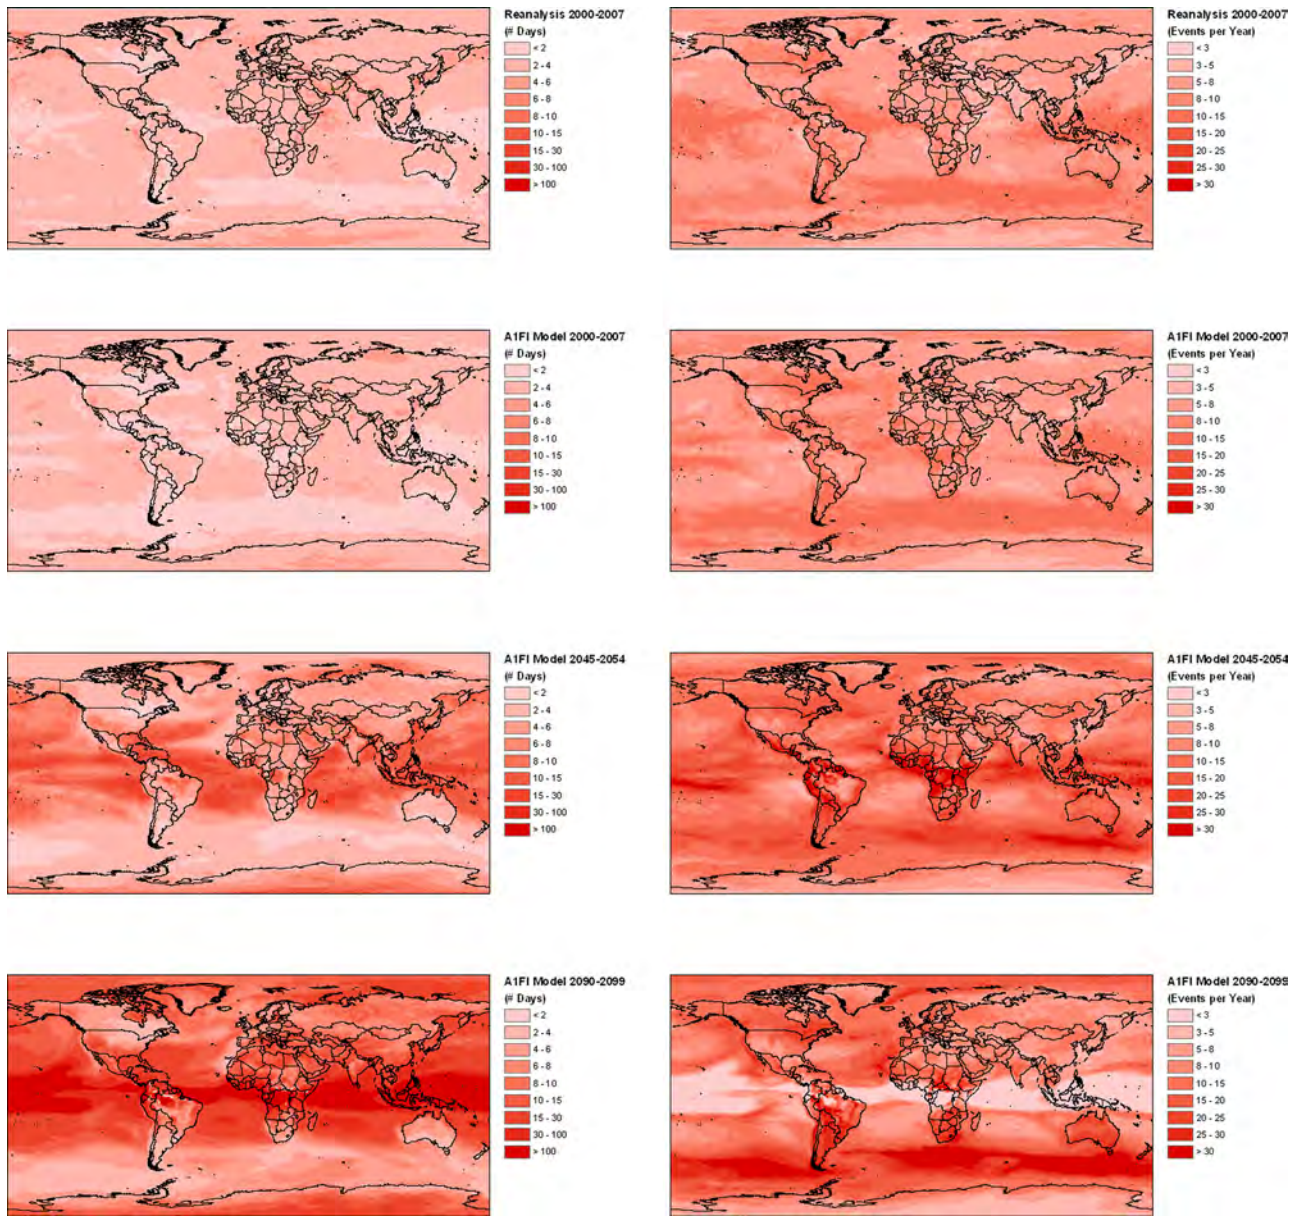 Reanalysis 2000-2007
(# Days)
< 2
2 - 4
4 - 6
6 - 8
8 - 10
10 - 15
15 - 30
30 - 100
> 100
Reanalysis 2000-2007
(Events per Year)
< 3
3 - 5
5 - 8
8 - 10
10 - 15
15 - 20
20 - 25
25 - 30
> 30
A1FI Model 2000-2007
(# Days)
< 2
2 - 4
4 - 6
6 - 8
8 - 10
10 - 15
15 - 30
30 - 100
> 100
A1FI Model 2000-2007
(Events per Year)
< 3
3 - 5
5 - 8
8 - 10
10 - 15
15 - 20
20 - 25
25 - 30
> 30
A1FI Model 2045-2054
(# Days)
< 2
2 - 4
4 - 6
6 - 8
8 - 10
10 - 15
15 - 30
30 - 100
> 100
A1FI Model 2045-2054
(Events per Year)
< 3
3 - 5
5 - 8
8 - 10
10 - 15
15 - 20
20 - 25
25 - 30
> 30
A1FI Model 2090-2099
(# Days)
< 2
2 - 4
4 - 6
6 - 8
8 - 10
10 - 15
15 - 30
30 - 100
> 100
A1FI Model 2090-2099
(Events per Year)
< 3
3 - 5
5 - 8
8 - 10
10 - 15
15 - 20
20 - 25
25 - 30
> 30